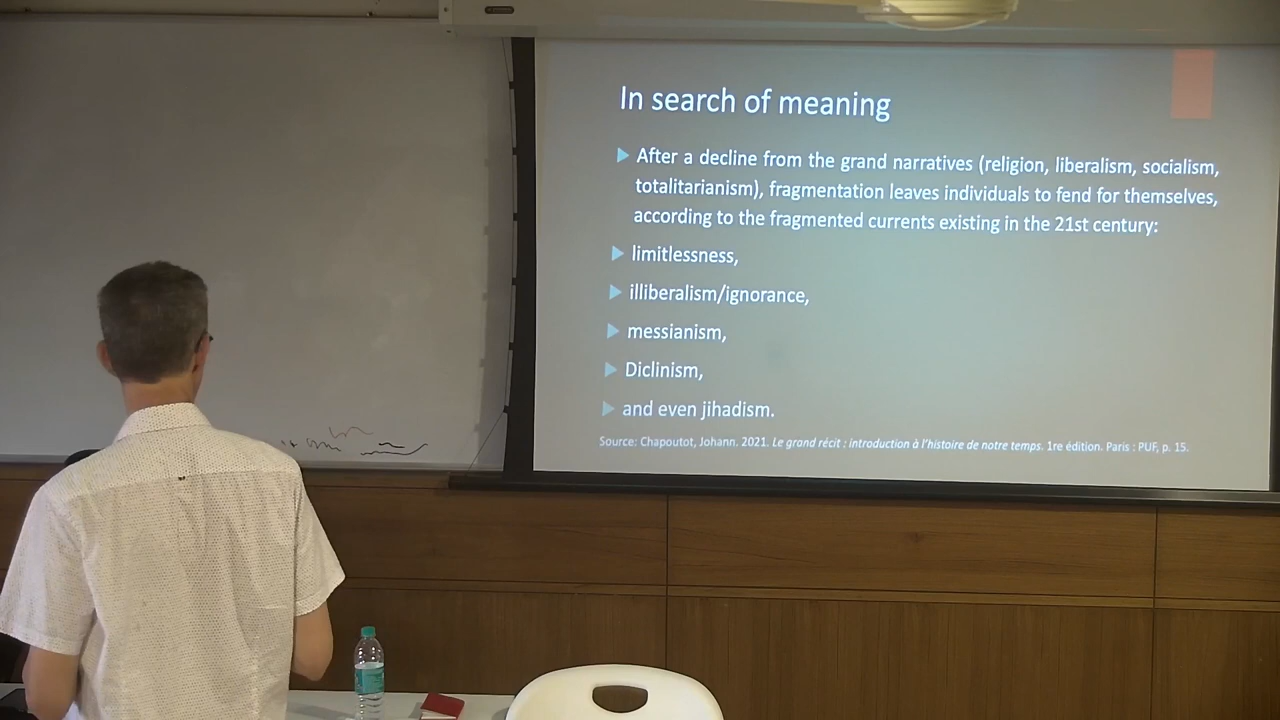 In search of meaning
After a decline from the grand narratives (religion, liberalism, socialism,
totalitarianism), fragmentation leaves individuals to fend for themselves,
according to the fragmented currents existing in the 21st century:
limitlessness,
illiberalism/ignorance,
messianism,
Diclinism,
and even jihadism.
Source: Chapoutot, Johann. 2021. Le grand récit : introduction à l’histoire de notre temps. 1re édition. Paris : PUF, p. 15.